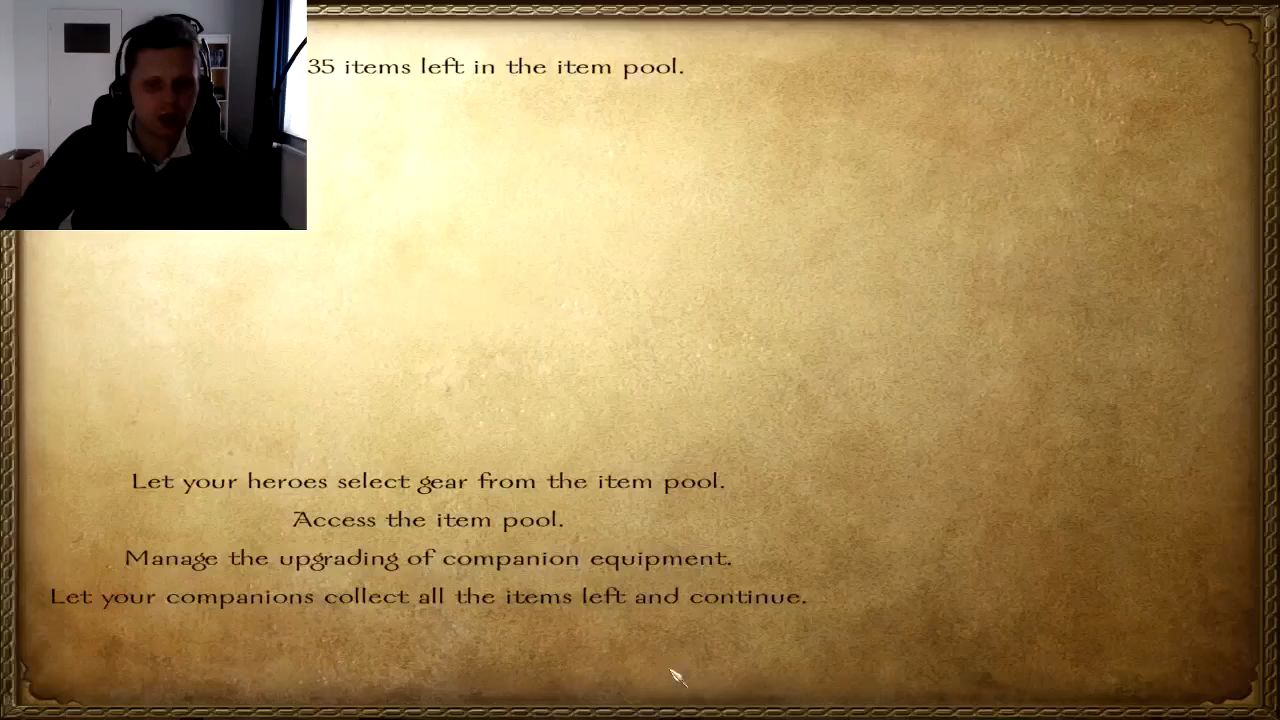 35 items left in the item pool.
Let your heroes select gear from the item pool.
Access the item pool.
Manage the upgrading of companion equipment.
Let your companions collect all the items left and continue.